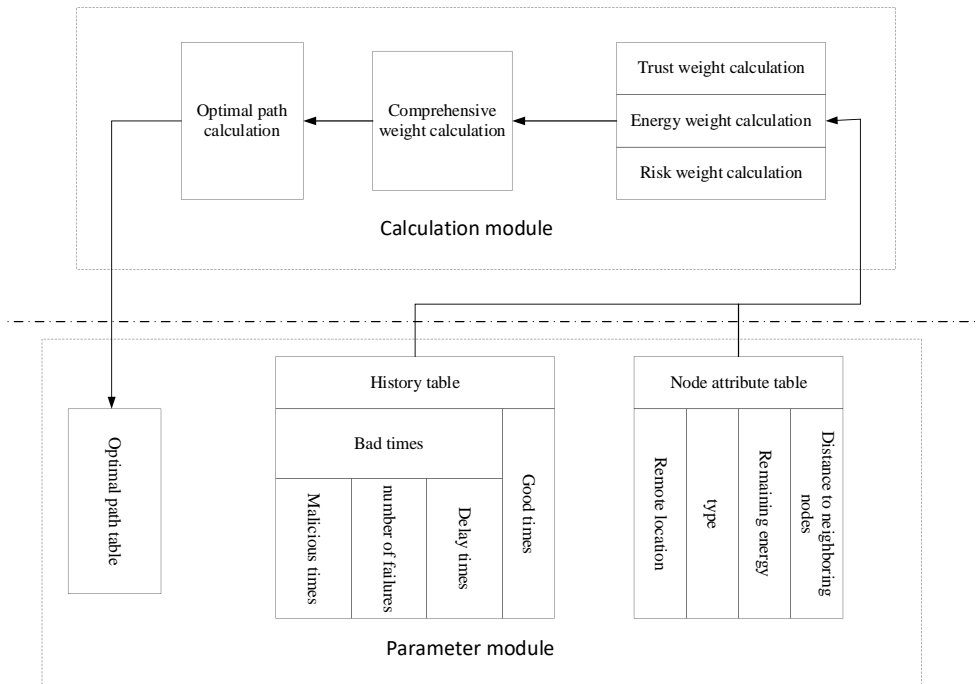 Optimal path
calculation
Comprehensive
weight calculation
Trust weight calculation
Energy weight calculation
Risk weight calculation
Calculation module
Optimal path table
History table
Bad times
Malicious times
number of failures
Delay times
Good times
Node attribute table
Remote location
type
Remaining energy
Distance to neighboring
nodes
Parameter module